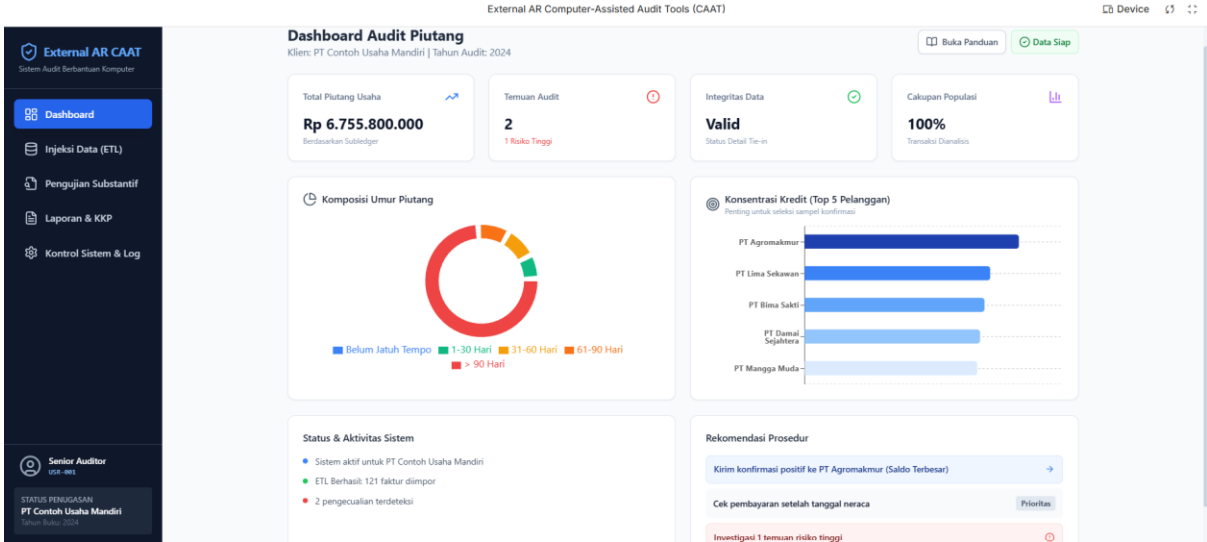 External AR Computer-Assisted Audit Tools (CAAT)
Device
External AR CAAT
Sistem Audit Berbantuan Komputer
Dashboard
Injeksi Data (ETL)
Pengujian Substantif
Laporan & KKP
Kontrol Sistem & Log
Senior Auditor
USR-001
STATUS PENUGASAN
PT Contoh Usaha Mandiri
Tahun Buku: 2024
Dashboard Audit Piutang
Klien: PT Contoh Usaha Mandiri | Tahun Audit: 2024
Buka Panduan
Data Siap
Total Piutang Usaha
Rp 6.755.800.000
Berdasarkan Subledger
Temuan Audit
2
1 Risiko Tinggi
Integritas Data
Valid
Status Detail Tie-in
Cakupan Populasi
100%
Transaksi Dianalisis
Komposisi Umur Piutang
Belum Jatuh Tempo 1-30 Hari 31-60 Hari 61-90 Hari
> 90 Hari
Konsentrasi Kredit (Top 5 Pelanggan)
Penting untuk seleksi sampel konfirmasi
PT Agromakmur
PT Lima Sekawan
PT Bima Sakti
PT Damai
Sejahtera
PT Mangga Muda
Status & Aktivitas Sistem
Sistem aktif untuk PT Contoh Usaha Mandiri
ETL Berhasil: 121 faktur diimpor
2 pengecualian terdeteksi
Rekomendasi Prosedur
Kirim konfirmasi positif ke PT Agromakmur (Saldo Terbesar)
Cek pembayaran setelah tanggal neraca
Prioritas
Investigasi 1 temuan risiko tinggi